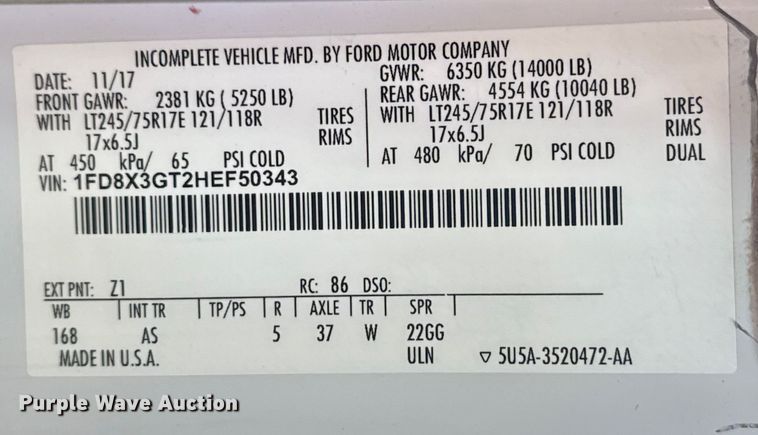 INCOMPLETE VEHICLE MFD. BY FORD MOTOR COMPANY
DATE: 11/17 GVWR: 6350 KG (14000 LB)
FRONT GAWR: 2381 KG ( 5250 LB) REAR GAWR: 4554 KG (10040 LB)
WITH LT245/75R17E 121/118R TIRES WITH LT245/75R17E 121/118R TIRES
17x6.5J RIMS 17x6.5J RIMS
AT 450 kPa/ 65 PSI COLD AT 480 kPa/ 70 PSI COLD DUAL
VIN: 1FD8X3GT2HEF50343
EXT PNT: Z1 RC: 86 DSO:
WB INT TR TP/PS R AXLE TR SPR
168 AS 5 37 W 22GG
MADE IN U.S.A. ULN ▽ 5U5A-3520472-AA
Purple Wave Auction